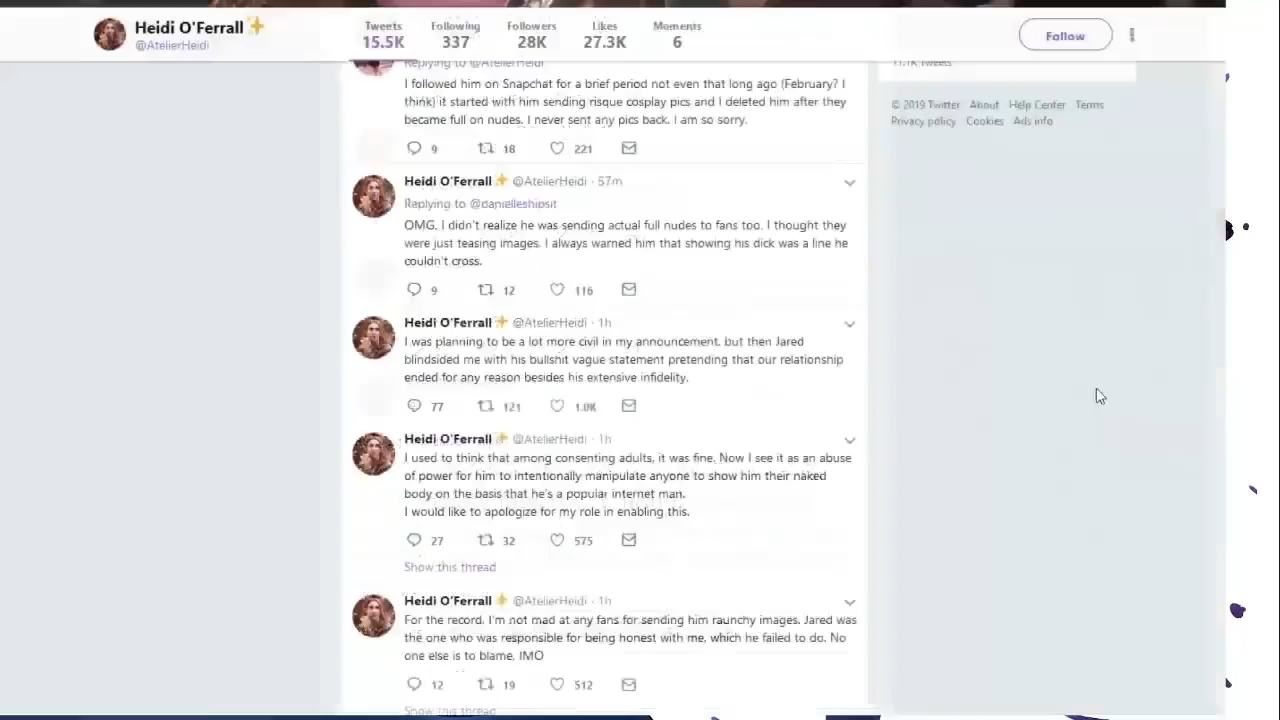 Heidi O'Ferrall✨
@AtelierHeidi
Tweets Following Followers Likes Moments
15.5K 337 28K 27.3K 6
Follow
Replying to @AtelierHeidi
I followed him on Snapchat for a brief period not even that long ago (February? I
think) it started with him sending risque cosplay pics and I deleted him after they
became full on nudes. I never sent any pics back. I am so sorry.
9 18 221
Heidi O'Ferrall✨ @AtelierHeidi · 57m
Replying to @danielleshipsit
OMG, I didn't realize he was sending actual full nudes to fans too. I thought they
were just teasing images. I always warned him that showing his dick was a line he
couldn't cross.
9 12 116
Heidi O'Ferrall✨ @AtelierHeidi · 1h
I was planning to be a lot more civil in my announcement, but then Jared
blindsided me with his bullshit vague statement pretending that our relationship
ended for any reason besides his extensive infidelity.
77 121 1.0K
Heidi O'Ferrall✨ @AtelierHeidi · 1h
I used to think that among consenting adults, it was fine. Now I see it as an abuse
of power for him to intentionally manipulate anyone to show him their naked
body on the basis that he's a popular internet man.
I would like to apologize for my role in enabling this.
27 32 575
Show this thread
Heidi O'Ferrall✨ @AtelierHeidi · 1h
For the record, I'm not mad at any fans for sending him raunchy images. Jared was
the one who was responsible for being honest with me, which he failed to do. No
one else is to blame, IMO
12 19 512
Show this thread
11.1K Tweets
© 2019 Twitter About Help Center Terms
Privacy policy Cookies Ads info